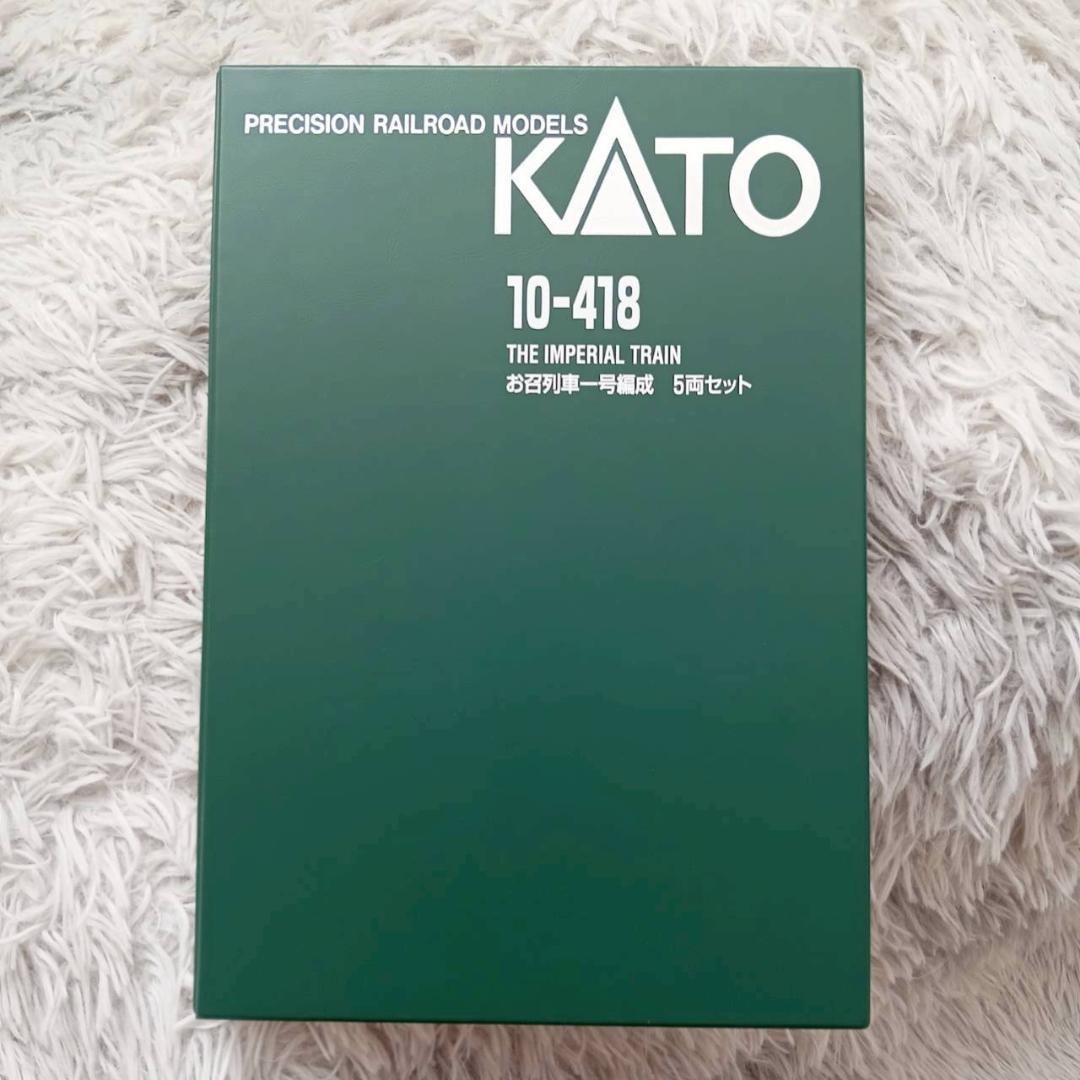 PRECISION RAILROAD MODELS
KATO
10-418
THE IMPERIAL TRAIN
お召列車一号編成 5両セット